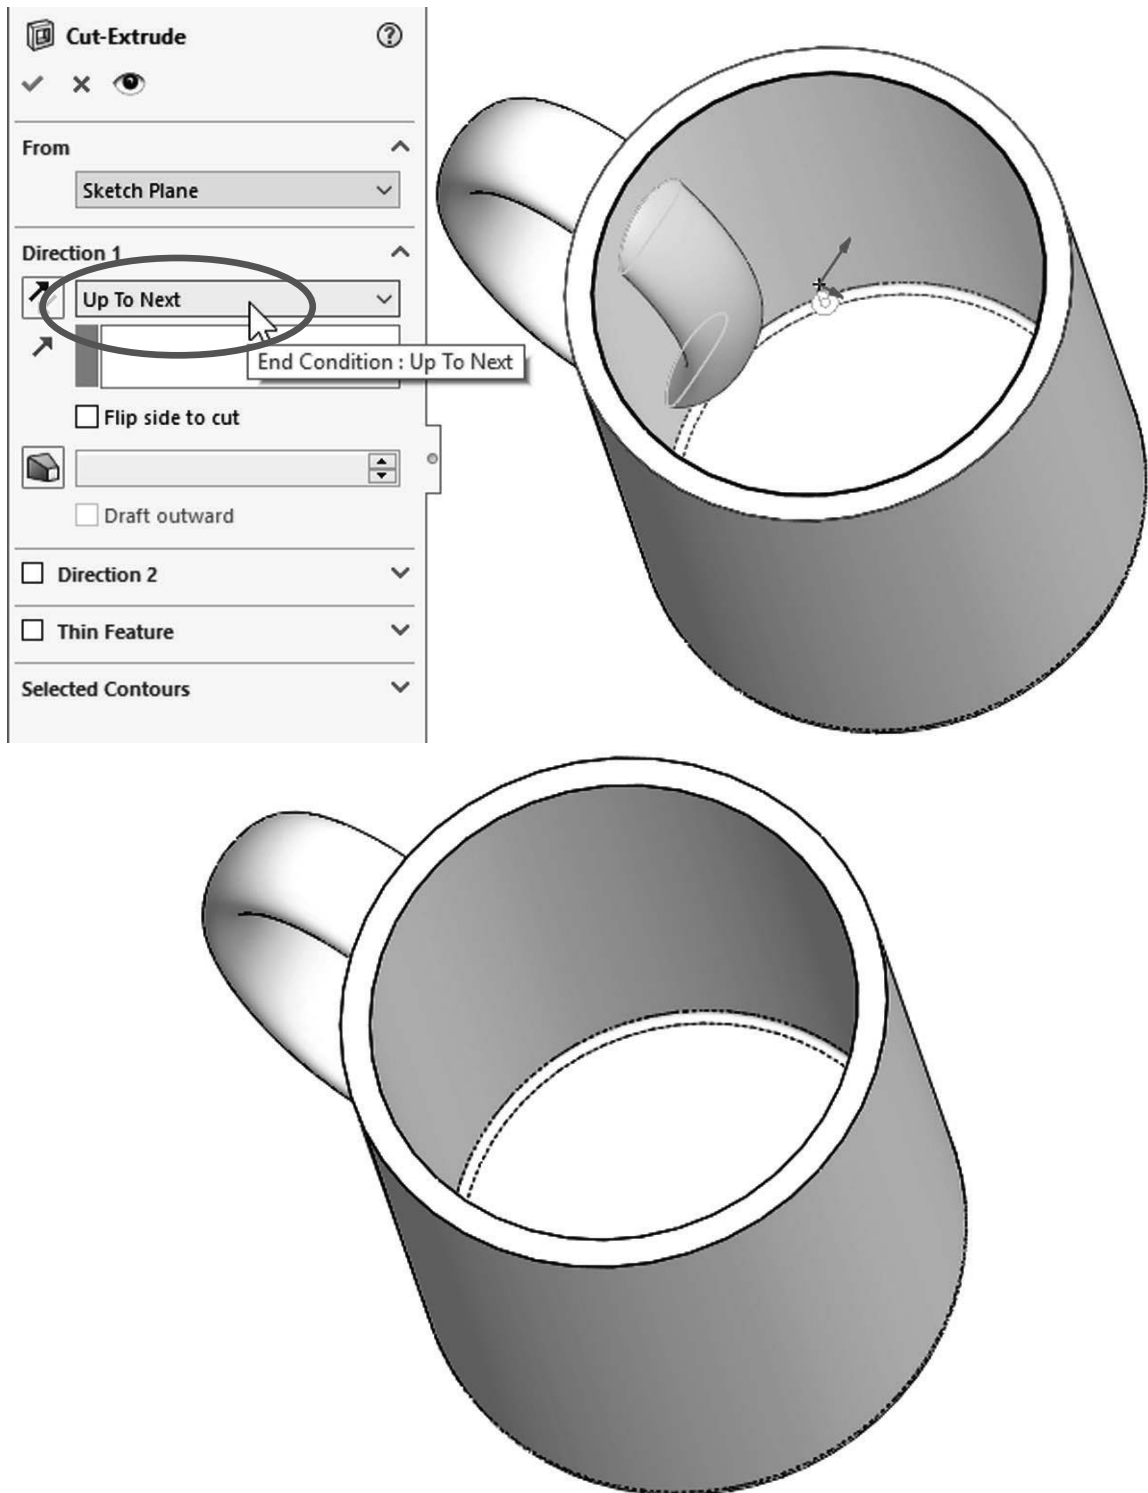 Cut-Extrude
From
Sketch Plane
Direction 1
Up To Next
End Condition : Up To Next
Flip side to cut
Draft outward
Direction 2
Thin Feature
Selected Contours